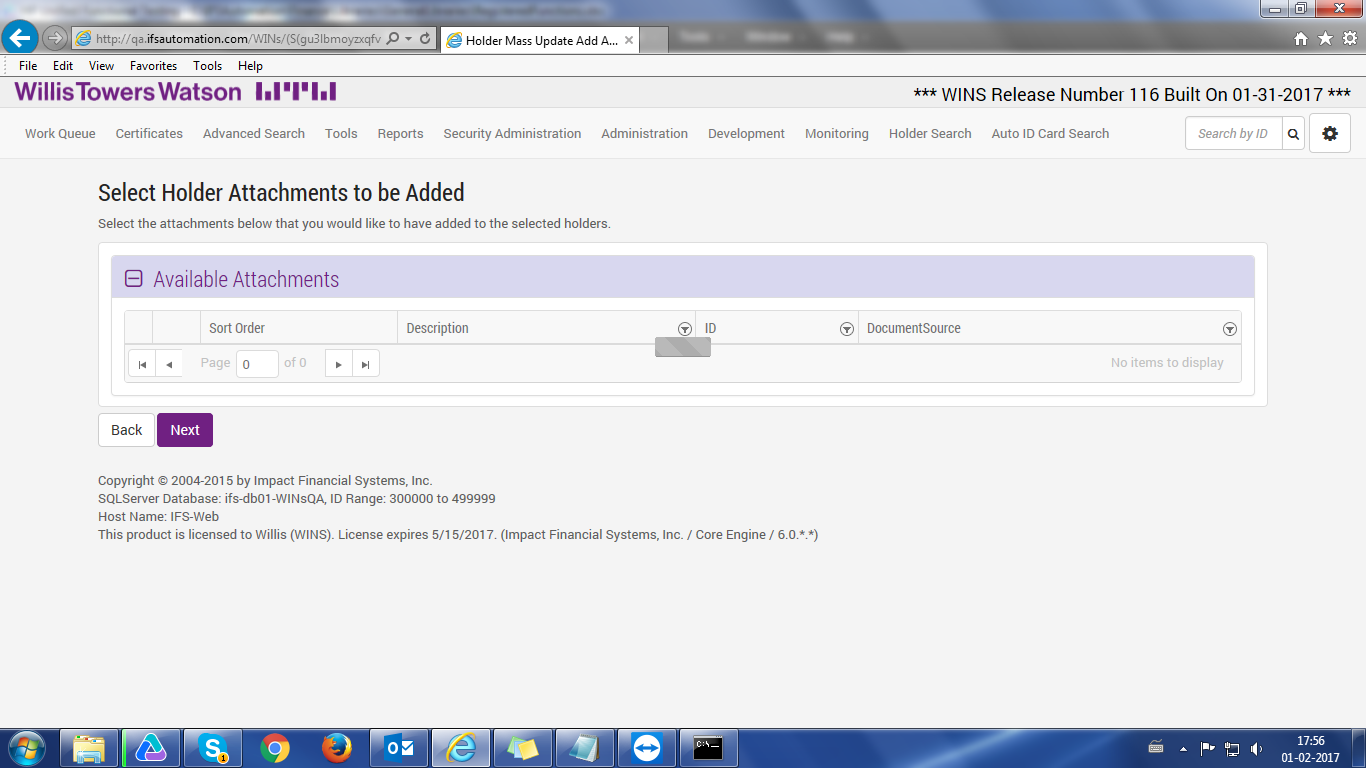 http://qa.ifsautomation.com/WINs/(S(gu3lbmoyzxqfv
Holder Mass Update Add A...
File Edit View Favorites Tools Help
Willis Towers Watson
*** WINS Release Number 116 Built On 01-31-2017 ***
Work Queue Certificates Advanced Search Tools Reports Security Administration Administration Development Monitoring Holder Search Auto ID Card Search Search by ID
Select Holder Attachments to be Added
Select the attachments below that you would like to have added to the selected holders.
Available Attachments
Sort Order Description ID DocumentSource
Page 0 of 0 No items to display
Back Next
Copyright © 2004-2015 by Impact Financial Systems, Inc.
SQLServer Database: ifs-db01-WINsQA, ID Range: 300000 to 499999
Host Name: IFS-Web
This product is licensed to Willis (WINS). License expires 5/15/2017. (Impact Financial Systems, Inc. / Core Engine / 6.0.*.*)
17:56
01-02-2017